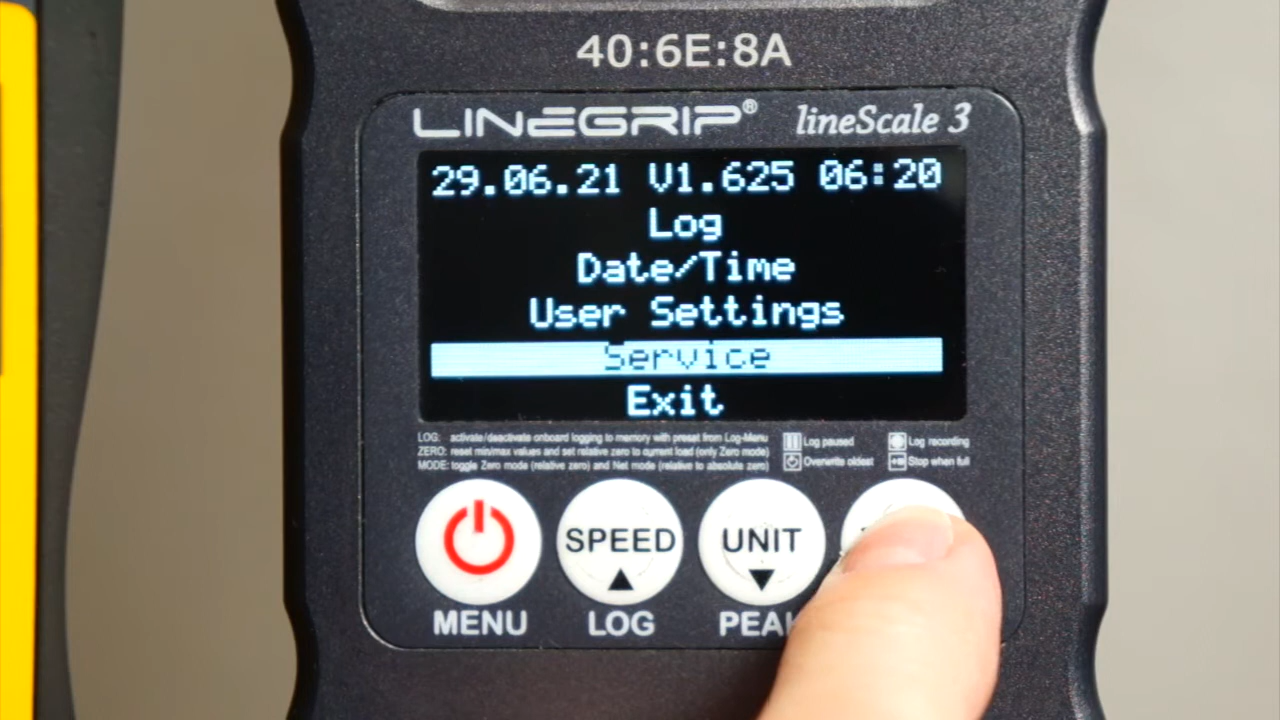 40:6E:8A
LINEGRIP® lineScale 3
29.06.21 V1.625 06:20
Log
Date/Time
User Settings
Service
Exit
LOG: activate/deactivate onboard logging to memory with preset from Log-Menu
ZERO: reset min/max values and set relative zero to current load (only Zero mode)
MODE: toggle Zero mode (relative zero) and Net mode (relative to absolute zero)
Log paused Log recording
Overwrite oldest Stop when full
SPEED UNIT
MENU LOG